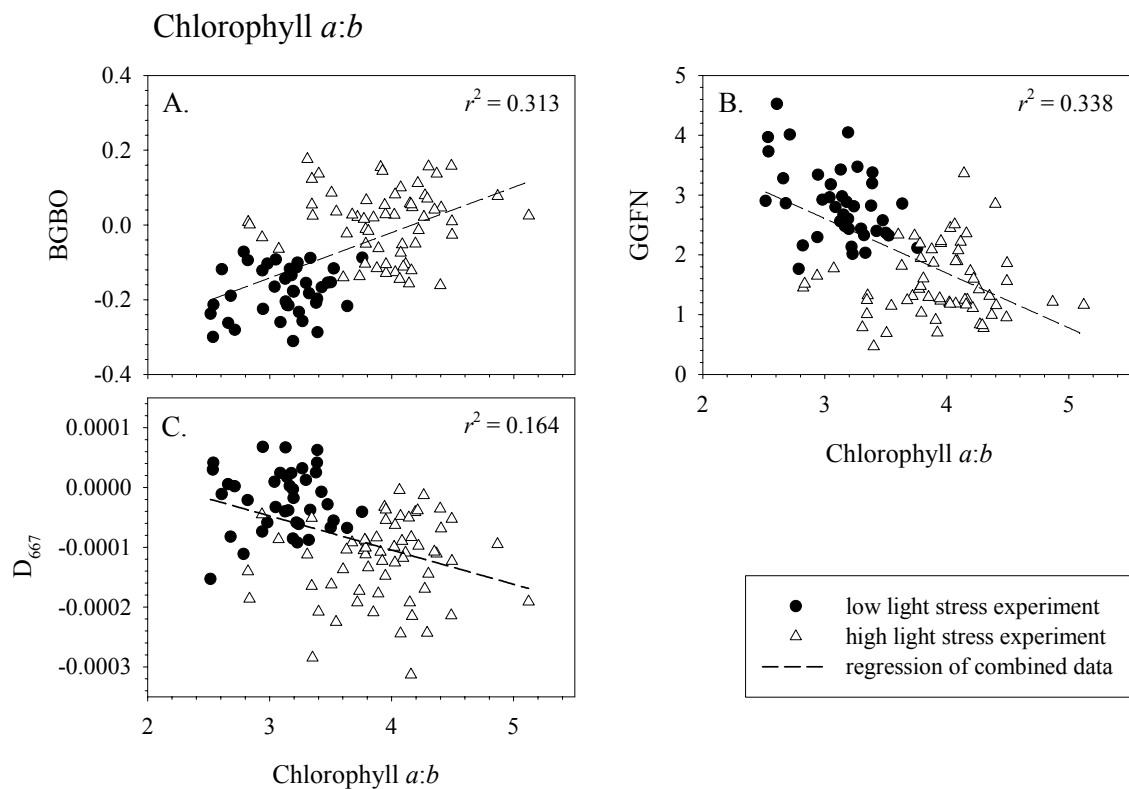 Chlorophyll a:b
A.
r² = 0.313
BGBO
0.4
0.2
0.0
-0.2
-0.4
B.
r² = 0.338
GGFN
5
4
3
2
1
0
2 3 4 5
Chlorophyll a:b
C.
r² = 0.164
D₆₆₇
0.0001
0.0000
-0.0001
-0.0002
-0.0003
2 3 4 5
Chlorophyll a:b
low light stress experiment
high light stress experiment
regression of combined data